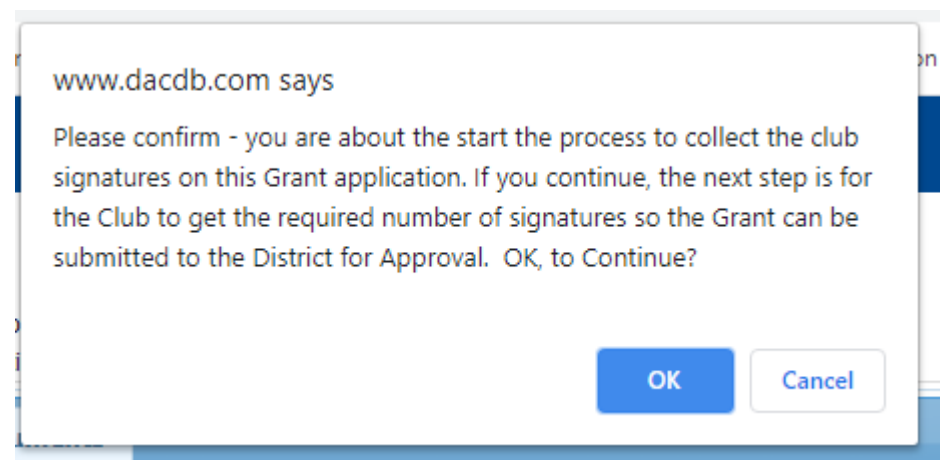 www.dacdb.com says
Please confirm - you are about the start the process to collect the club
signatures on this Grant application. If you continue, the next step is for
the Club to get the required number of signatures so the Grant can be
submitted to the District for Approval.  OK, to Continue?
OK
Cancel